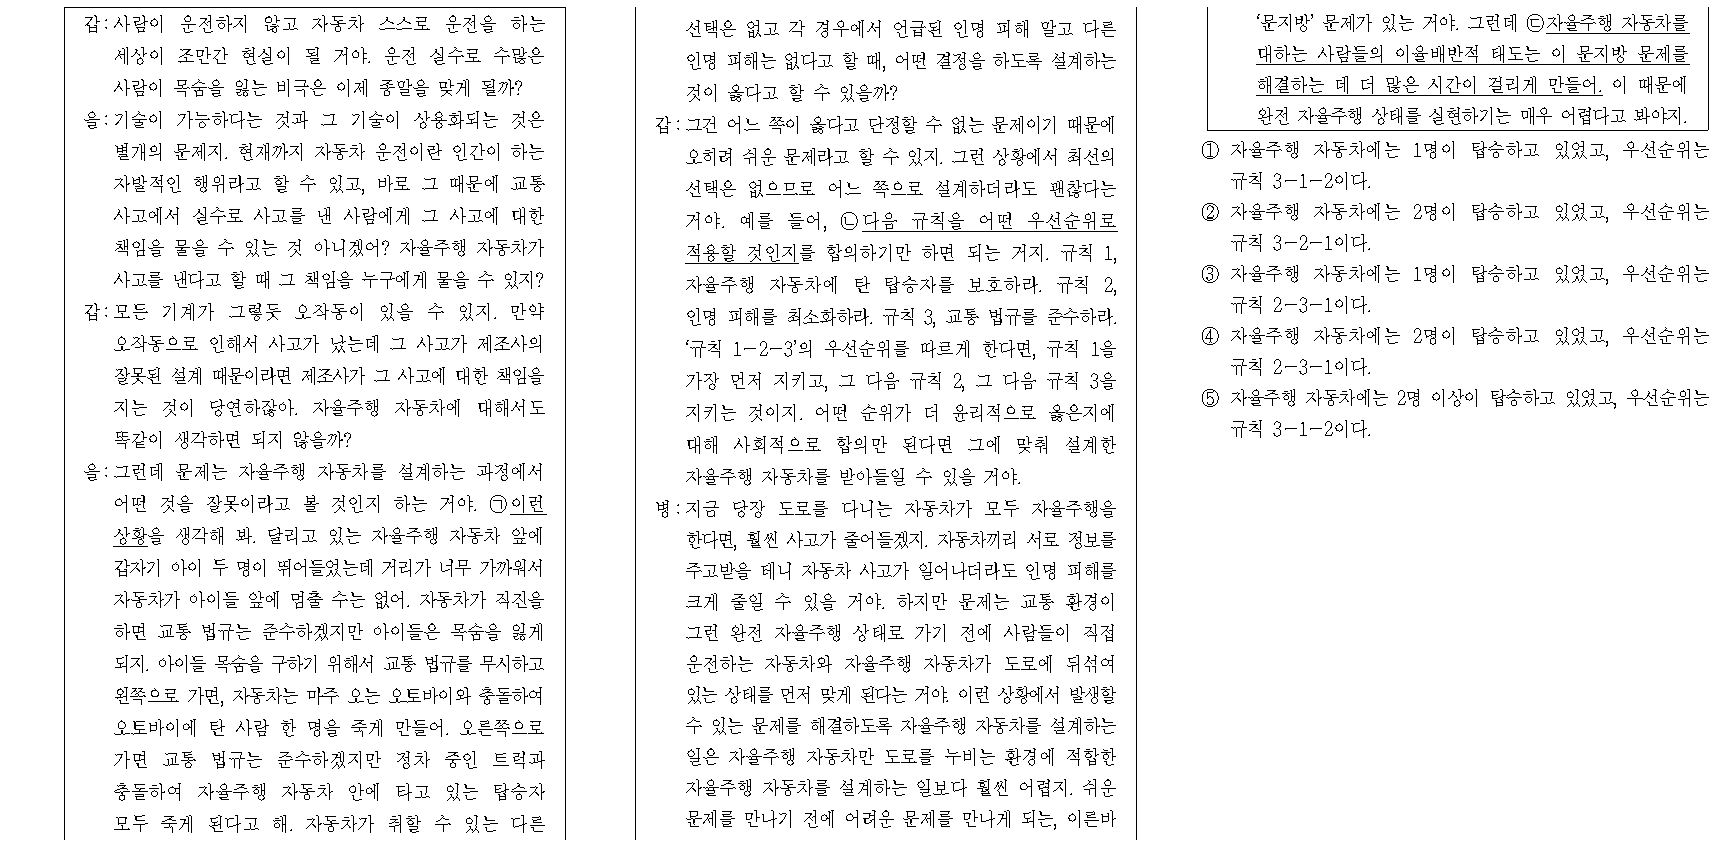 갑: 사람이 운전하지 않고 자동차 스스로 운전을 하는
세상이 조만간 현실이 될 거야. 운전 실수로 수많은
사람이 목숨을 잃는 비극은 이제 종말을 맞게 될까?
을: 기술이 가능하다는 것과 그 기술이 상용화되는 것은
별개의 문제지. 현재까지 자동차 운전이란 인간이 하는
자발적인 행위라고 할 수 있고, 바로 그 때문에 교통
사고에서 실수로 사고를 낸 사람에게 그 사고에 대한
책임을 물을 수 있는 것 아니겠어? 자율주행 자동차가
사고를 낸다고 할 때 그 책임을 누구에게 물을 수 있지?
갑: 모든 기계가 그렇듯 오작동이 있을 수 있지. 만약
오작동으로 인해서 사고가 났는데 그 사고가 제조사의
잘못된 설계 때문이라면 제조사가 그 사고에 대한 책임을
지는 것이 당연하잖아. 자율주행 자동차에 대해서도
똑같이 생각하면 되지 않을까?
을: 그런데 문제는 자율주행 자동차를 설계하는 과정에서
어떤 것을 잘못이라고 볼 것인지 하는 거야. ㉠이런
상황을 생각해 봐. 달리고 있는 자율주행 자동차 앞에
갑자기 아이 두 명이 뛰어들었는데 거리가 너무 가까워서
자동차가 아이들 앞에 멈출 수는 없어. 자동차가 직진을
하면 교통 법규는 준수하겠지만 아이들은 목숨을 잃게
되지. 아이들 목숨을 구하기 위해서 교통 법규를 무시하고
왼쪽으로 가면, 자동차는 마주 오는 오토바이와 충돌하여
오토바이에 탄 사람 한 명을 죽게 만들어. 오른쪽으로
가면 교통 법규는 준수하겠지만 정차 중인 트럭과
충돌하여 자율주행 자동차 안에 타고 있는 탑승자
모두 죽게 된다고 해. 자동차가 취할 수 있는 다른
선택은 없고 각 경우에서 언급된 인명 피해 말고 다른
인명 피해는 없다고 할 때, 어떤 결정을 하도록 설계하는
것이 옳다고 할 수 있을까?
갑: 그건 어느 쪽이 옳다고 단정할 수 없는 문제이기 때문에
오히려 쉬운 문제라고 할 수 있지. 그런 상황에서 최선의
선택은 없으므로 어느 쪽으로 설계하더라도 괜찮다는
거야. 예를 들어, ㉡다음 규칙을 어떤 우선순위로
적용할 것인지를 합의하기만 하면 되는 거지. 규칙 1,
자율주행 자동차에 탄 탑승자를 보호하라. 규칙 2,
인명 피해를 최소화하라. 규칙 3, 교통 법규를 준수하라.
‘규칙 1-2-3’의 우선순위를 따르게 한다면, 규칙 1을
가장 먼저 지키고, 그 다음 규칙 2, 그 다음 규칙 3을
지키는 것이지. 어떤 순위가 더 윤리적으로 옳은지에
대해 사회적으로 합의만 된다면 그에 맞춰 설계한
자율주행 자동차를 받아들일 수 있을 거야.
병: 지금 당장 도로를 다니는 자동차가 모두 자율주행을
한다면, 훨씬 사고가 줄어들겠지. 자동차끼리 서로 정보를
주고받을 테니 자동차 사고가 일어나더라도 인명 피해를
크게 줄일 수 있을 거야. 하지만 문제는 교통 환경이
그런 완전 자율주행 상태로 가기 전에 사람들이 직접
운전하는 자동차와 자율주행 자동차가 도로에 뒤섞여
있는 상태를 먼저 맞게 된다는 거야. 이런 상황에서 발생할
수 있는 문제를 해결하도록 자율주행 자동차를 설계하는
일은 자율주행 자동차만 도로를 누비는 환경에 적합한
자율주행 자동차를 설계하는 일보다 훨씬 어렵지. 쉬운
문제를 만나기 전에 어려운 문제를 만나게 되는, 이른바
‘문지방’ 문제가 있는 거야. 그런데 ㉢자율주행 자동차를
대하는 사람들의 이율배반적 태도는 이 문지방 문제를
해결하는 데 더 많은 시간이 걸리게 만들어. 이 때문에
완전 자율주행 상태를 실현하기는 매우 어렵다고 봐야지.
① 자율주행 자동차에는 1명이 탑승하고 있었고, 우선순위는
규칙 3-1-2이다.
② 자율주행 자동차에는 2명이 탑승하고 있었고, 우선순위는
규칙 3-2-1이다.
③ 자율주행 자동차에는 1명이 탑승하고 있었고, 우선순위는
규칙 2-3-1이다.
④ 자율주행 자동차에는 2명이 탑승하고 있었고, 우선순위는
규칙 2-3-1이다.
⑤ 자율주행 자동차에는 2명 이상이 탑승하고 있었고, 우선순위는
규칙 3-1-2이다.